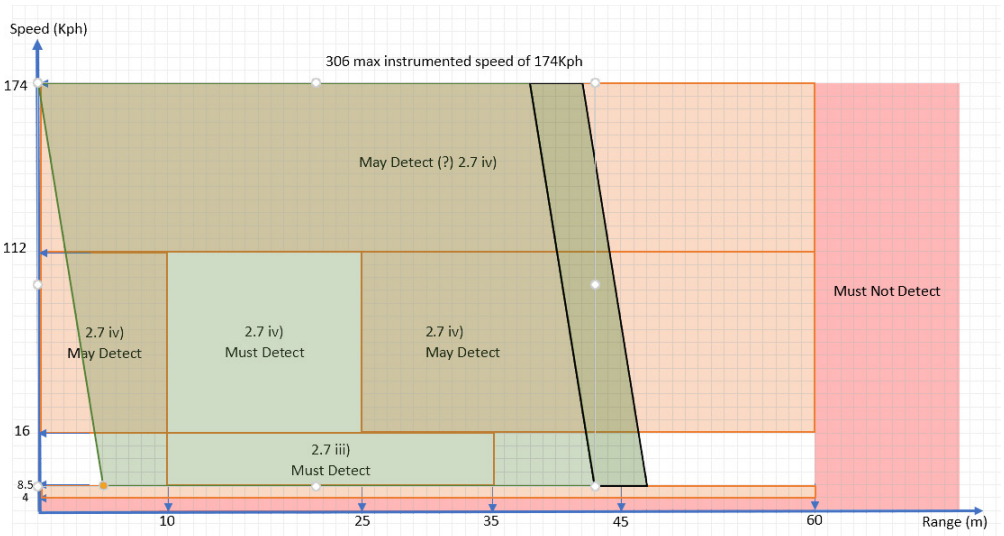 Speed (Kph)
306 max instrumented speed of 174Kph
174
May Detect (?) 2.7 iv)
112
Must Not Detect
2.7 iv)
May Detect
2.7 iv)
Must Detect
2.7 iv)
May Detect
16
2.7 iii)
Must Detect
8.5
4
10
25
35
45
60
Range (m)